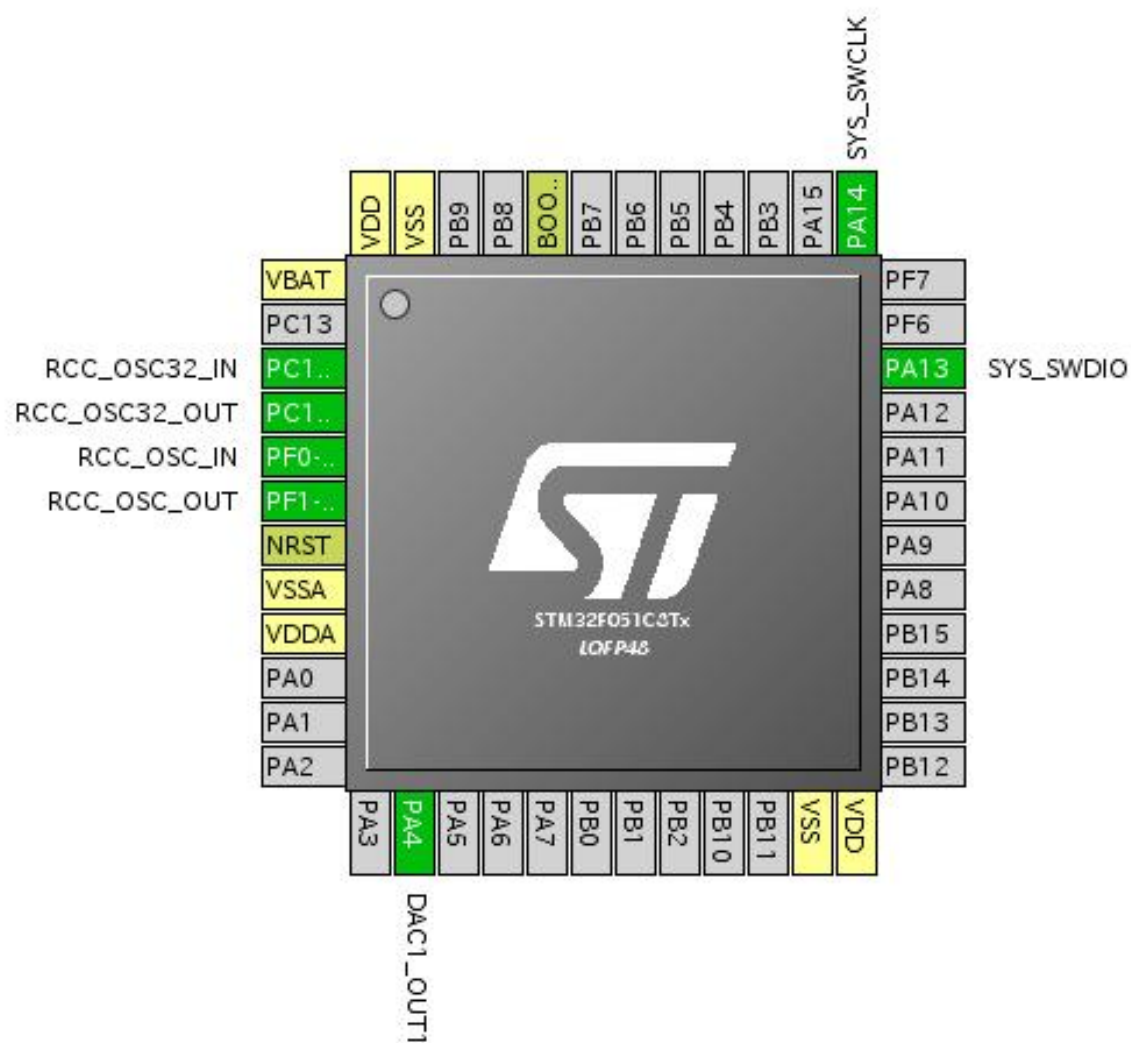 SYS_SWCLK
VDD
VSS
PB9
PB8
BOO..
PB7
PB6
PB5
PB4
PB3
PA15
PA14
VBAT
PC13
RCC_OSC32_IN PC1..
RCC_OSC32_OUT PC1..
RCC_OSC_IN PF0-..
RCC_OSC_OUT PF1-..
NRST
VSSA
VDDA
PA0
PA1
PA2
PF7
PF6
PA13 SYS_SWDIO
PA12
PA11
PA10
PA9
PA8
PB15
PB14
PB13
PB12
ST
STM32F051C8Tx
LQFP48
PA3
PA4
PA5
PA6
PA7
PB0
PB1
PB2
PB10
PB11
VSS
VDD
DAC1_OUT1